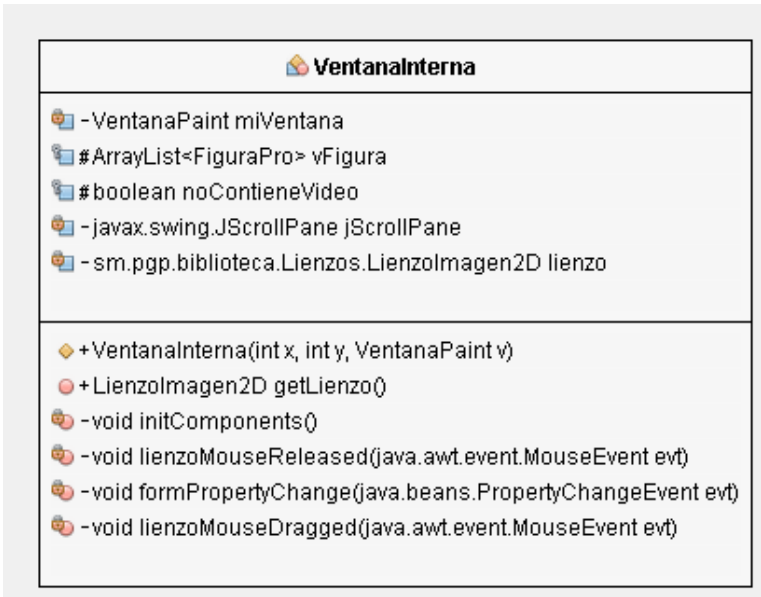 VentanaInterna
-VentanaPaint miVentana
#ArrayList<FiguraPro> vFigura
#boolean noContieneVideo
-javax.swing.JScrollPane jScrollPane
-sm.pgp.biblioteca.Lienzos.LienzoImagen2D lienzo
+VentanaInterna(int x, int y, VentanaPaint v)
+LienzoImagen2D getLienzo()
-void initComponents()
-void lienzoMouseReleased(java.awt.event.MouseEvent evt)
-void formPropertyChange(java.beans.PropertyChangeEvent evt)
-void lienzoMouseDragged(java.awt.event.MouseEvent evt)